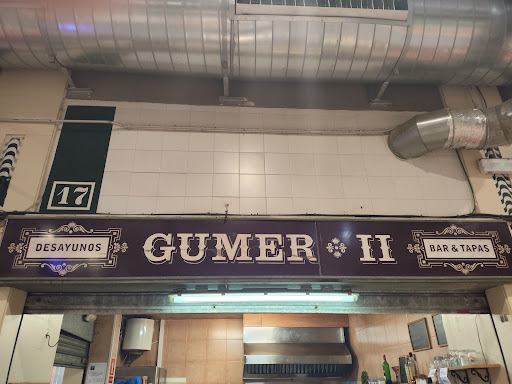 17
DESAYUNOS
GUMER II
BAR & TAPAS